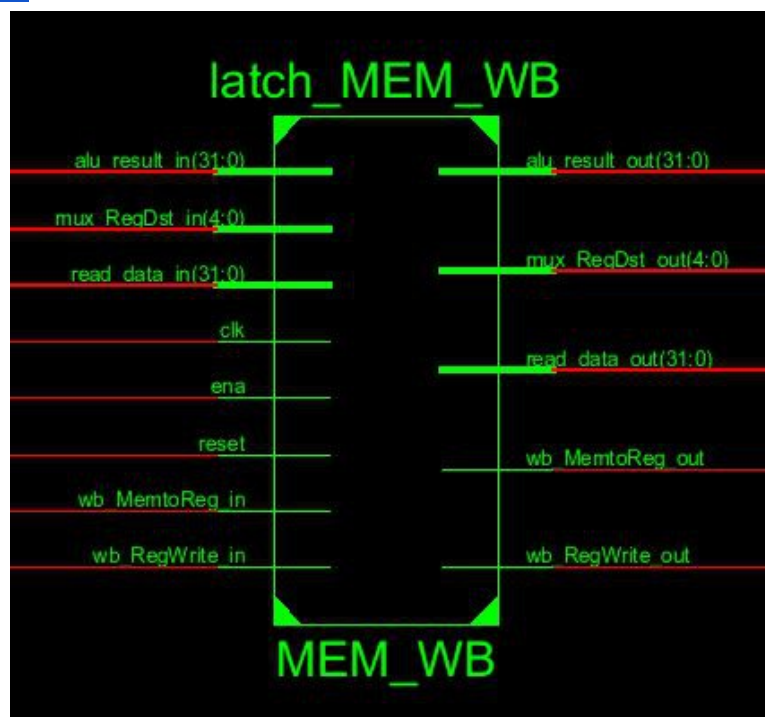 latch_MEM_WB
alu_result_in(31:0)
mux_RegDst_in(4:0)
read_data_in(31:0)
clk
ena
reset
wb_MemtoReg_in
wb_RegWrite_in
alu_result_out(31:0)
mux_RegDst_out(4:0)
read_data_out(31:0)
wb_MemtoReg_out
wb_RegWrite_out
MEM_WB